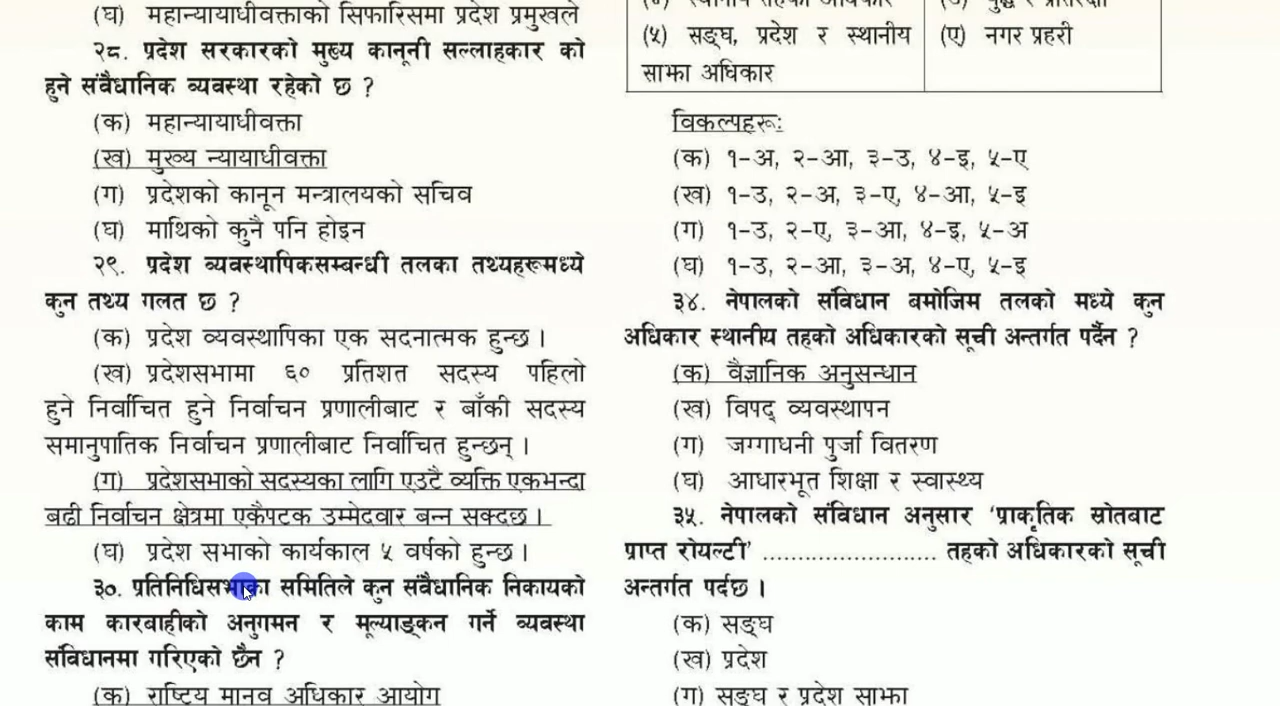 (घ) महान्यायाधीवक्ताको सिफारिसमा प्रदेश प्रमुखले
२८. प्रदेश सरकारको मुख्य कानूनी सल्लाहकार को
हुने संवैधानिक व्यवस्था रहेको छ ?
(क) महान्यायाधीवक्ता
(ख) मुख्य न्यायाधीवक्ता
(ग) प्रदेशको कानून मन्त्रालयको सचिव
(घ) माथिको कुनै पनि होइन
२९. प्रदेश व्यवस्थापिकसम्बन्धी तलका तथ्यहरूमध्ये
कुन तथ्य गलत छ ?
(क) प्रदेश व्यवस्थापिका एक सदनात्मक हुन्छ ।
(ख) प्रदेशसभामा ६० प्रतिशत सदस्य पहिलो
हुने निर्वाचित हुने निर्वाचन प्रणालीबाट र बाँकी सदस्य
समानुपातिक निर्वाचन प्रणालीबाट निर्वाचित हुन्छन् ।
(ग) प्रदेशसभाको सदस्यका लागि एउटै व्यक्ति एकभन्दा
बढी निर्वाचन क्षेत्रमा एकैपटक उम्मेदवार बन्न सक्दछ ।
(घ) प्रदेश सभाको कार्यकाल ५ वर्षको हुन्छ ।
३०. प्रतिनिधिसभाका समितिले कुन संवैधानिक निकायको
काम कारबाहीको अनुगमन र मूल्याङ्कन गर्ने व्यवस्था
संविधानमा गरिएको छैन ?
(क) राष्ट्रिय मानव अधिकार आयोग
(४) स्थानीय तहको अधिकार (उ) युद्ध र प्रतिरक्षा
(५) सङ्घ, प्रदेश र स्थानीय (ए) नगर प्रहरी
साझा अधिकार
विकल्पहरू:
(क) १-अ, २-आ, ३-उ, ४-इ, ५-ए
(ख) १-उ, २-अ, ३-ए, ४-आ, ५-इ
(ग) १-उ, २-ए, ३-आ, ४-इ, ५-अ
(घ) १-उ, २-आ, ३-अ, ४-ए, ५-इ
३४. नेपालको संविधान बमोजिम तलको मध्ये कुन
अधिकार स्थानीय तहको अधिकारको सूची अन्तर्गत पर्दैन ?
(क) वैज्ञानिक अनुसन्धान
(ख) विपद् व्यवस्थापन
(ग) जग्गाधनी पुर्जा वितरण
(घ) आधारभूत शिक्षा र स्वास्थ्य
३५. नेपालको संविधान अनुसार 'प्राकृतिक स्रोतबाट
प्राप्त रोयल्टी' ......................... तहको अधिकारको सूची
अन्तर्गत पर्दछ ।
(क) सङ्घ
(ख) प्रदेश
(ग) सङ्घ र प्रदेश साझा